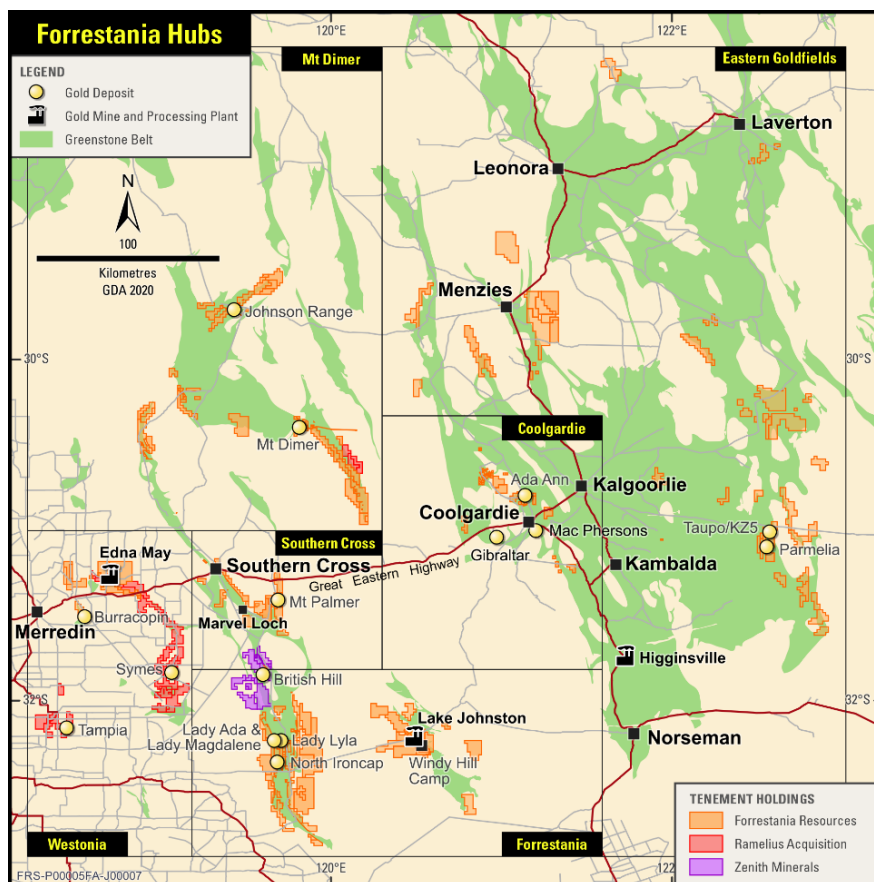 Forrestania Hubs
LEGEND
Gold Deposit
Gold Mine and Processing Plant
Greenstone Belt
N
100
Kilometres
GDA 2020
120°E
122°E
Mt Dimer
Eastern Goldfields
Laverton
Leonora
Menzies
Johnson Range
30°S
30°S
Mt Dimer
Coolgardie
Ada Ann
Kalgoorlie
Coolgardie
Mac Phersons
Gibraltar
Taupo/KZ5
Parmelia
Kambalda
Southern Cross
Edna May
Southern Cross
Great Eastern Highway
Mt Palmer
Burracopin
Merredin
Marvel Loch
Higginsville
Symes
British Hill
32°S
32°S
Tampia
Lady Ada &
Lady Magdalene
Lady Lyla
North Ironcap
Lake Johnston
Windy Hill
Camp
Norseman
Westonia
Forrestania
TENEMENT HOLDINGS
Forrestania Resources
Ramelius Acquisition
Zenith Minerals
FRS-P00005FA-J00007
120°E